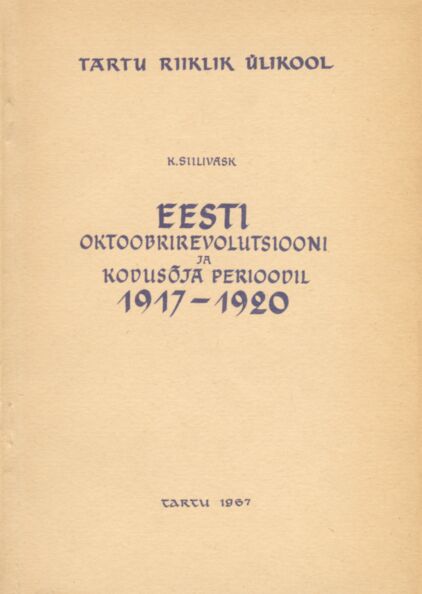 TARTU RIIKLIK ÜLIKOOL
K. SIILIVASK
EESTI
OKTOOBRIREVOLUTSIOONI
JA
KODUSÕJA PERIOODIL
1917-1920
TARTU 1967